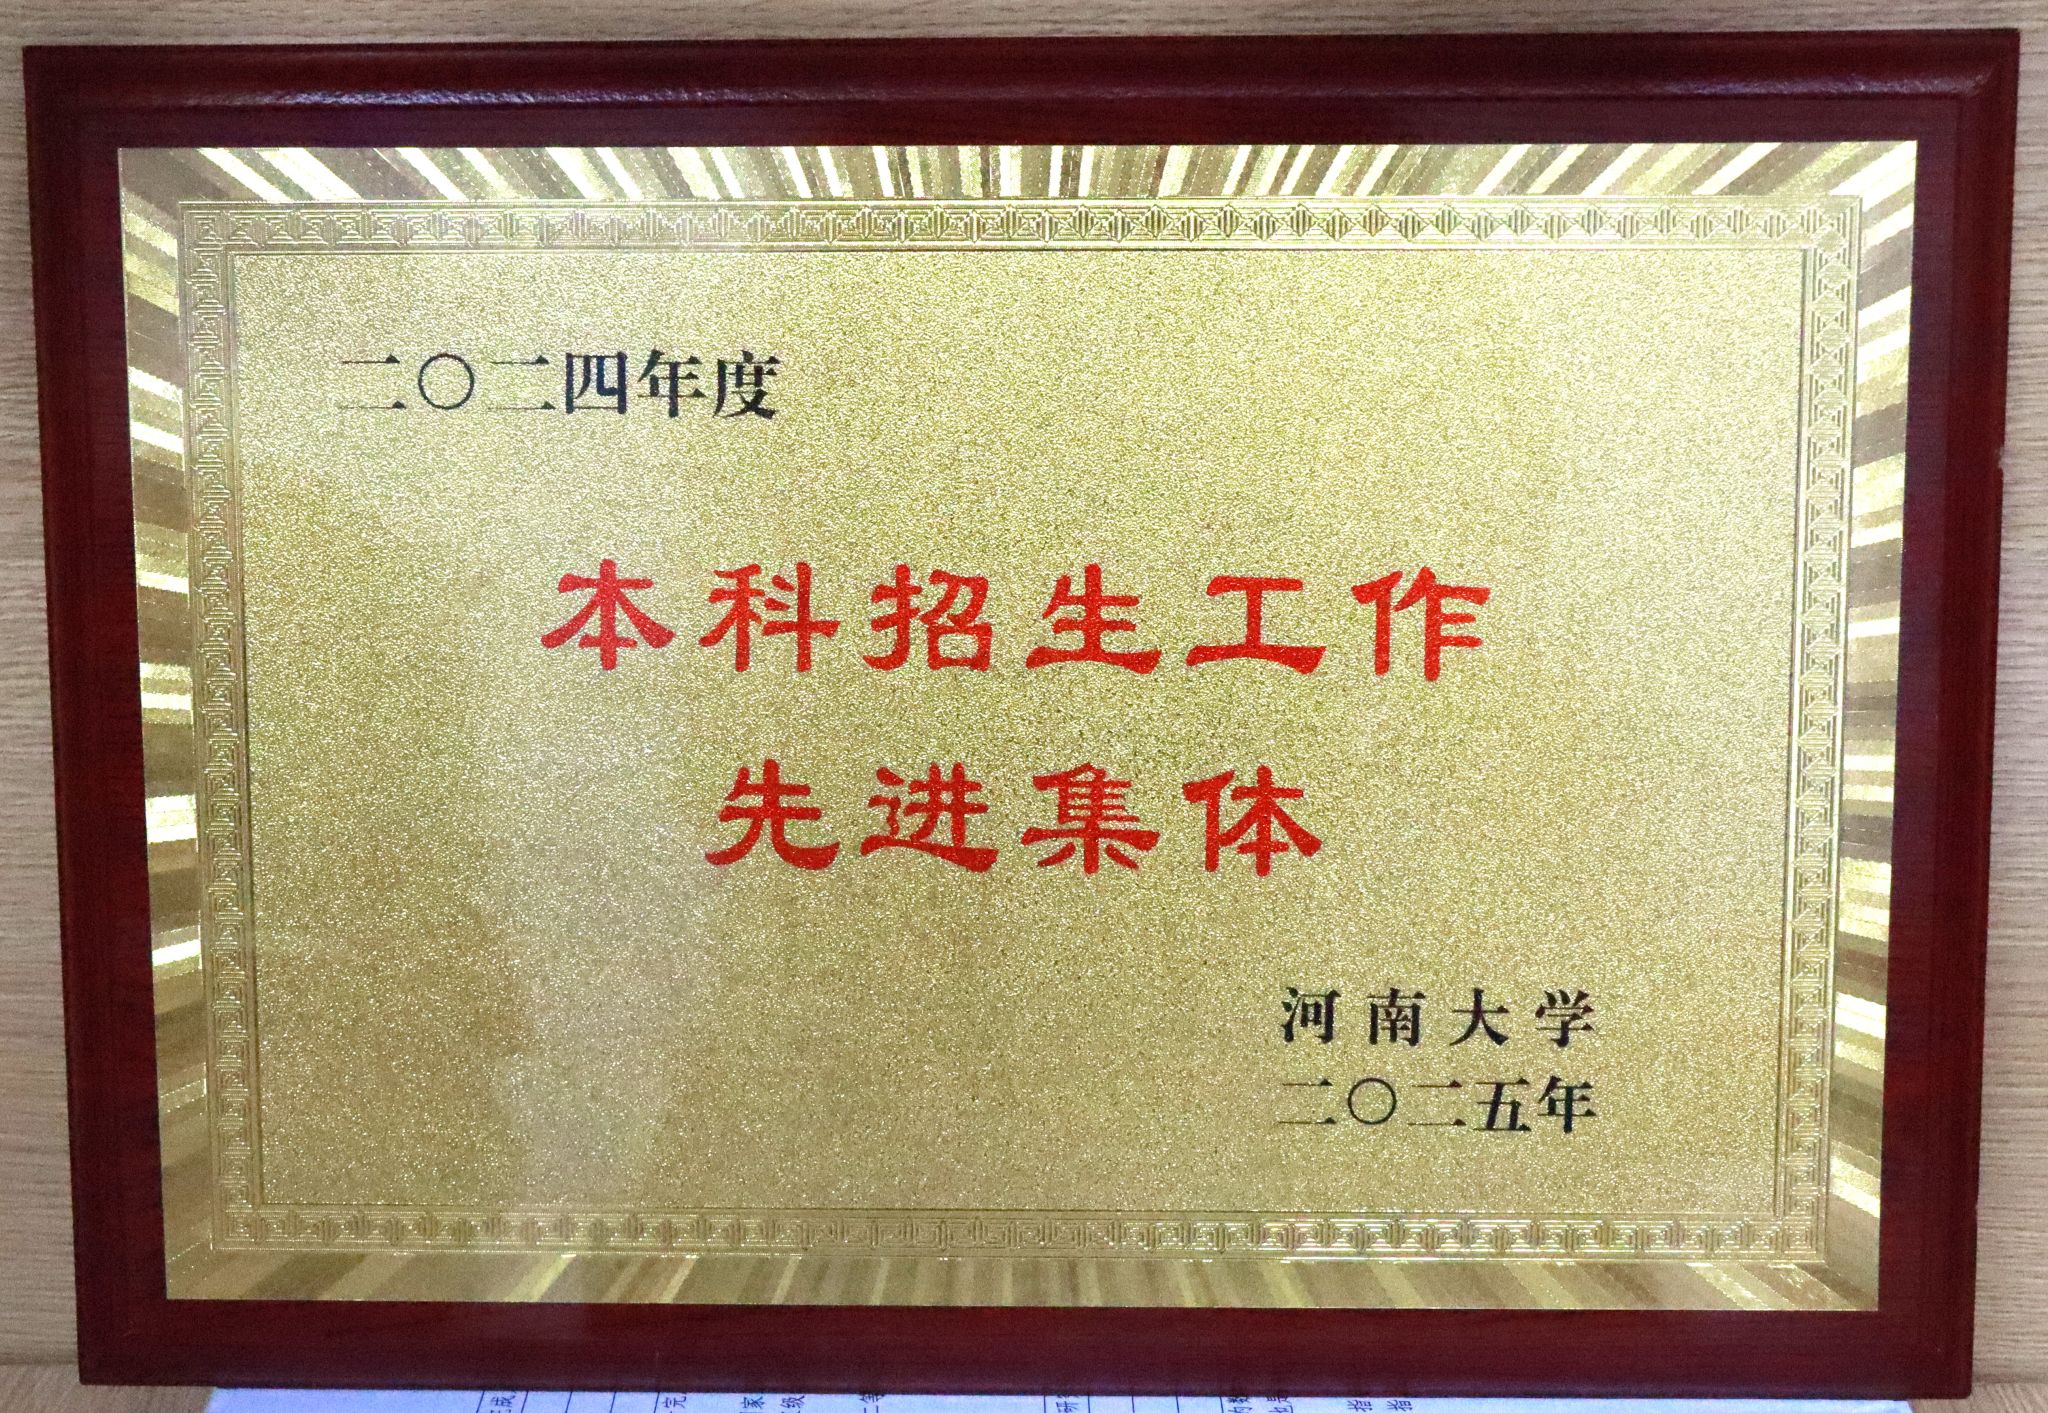 二〇二四年度
本科招生工作
先进集体
河南大学
二〇二五年